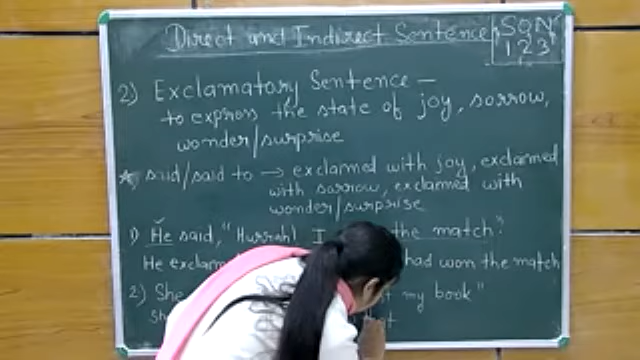 Direct and Indirect Sentence
SON
123
2) Exclamatory Sentence –
to express the state of joy, sorrow,
wonder/surprise
* said/said to → exclaimed with joy, exclaimed
with sorrow, exclaimed with
wonder/surprise
1) He said, "Hurrah! I the match"
He had won the match
2) She my book"
She that